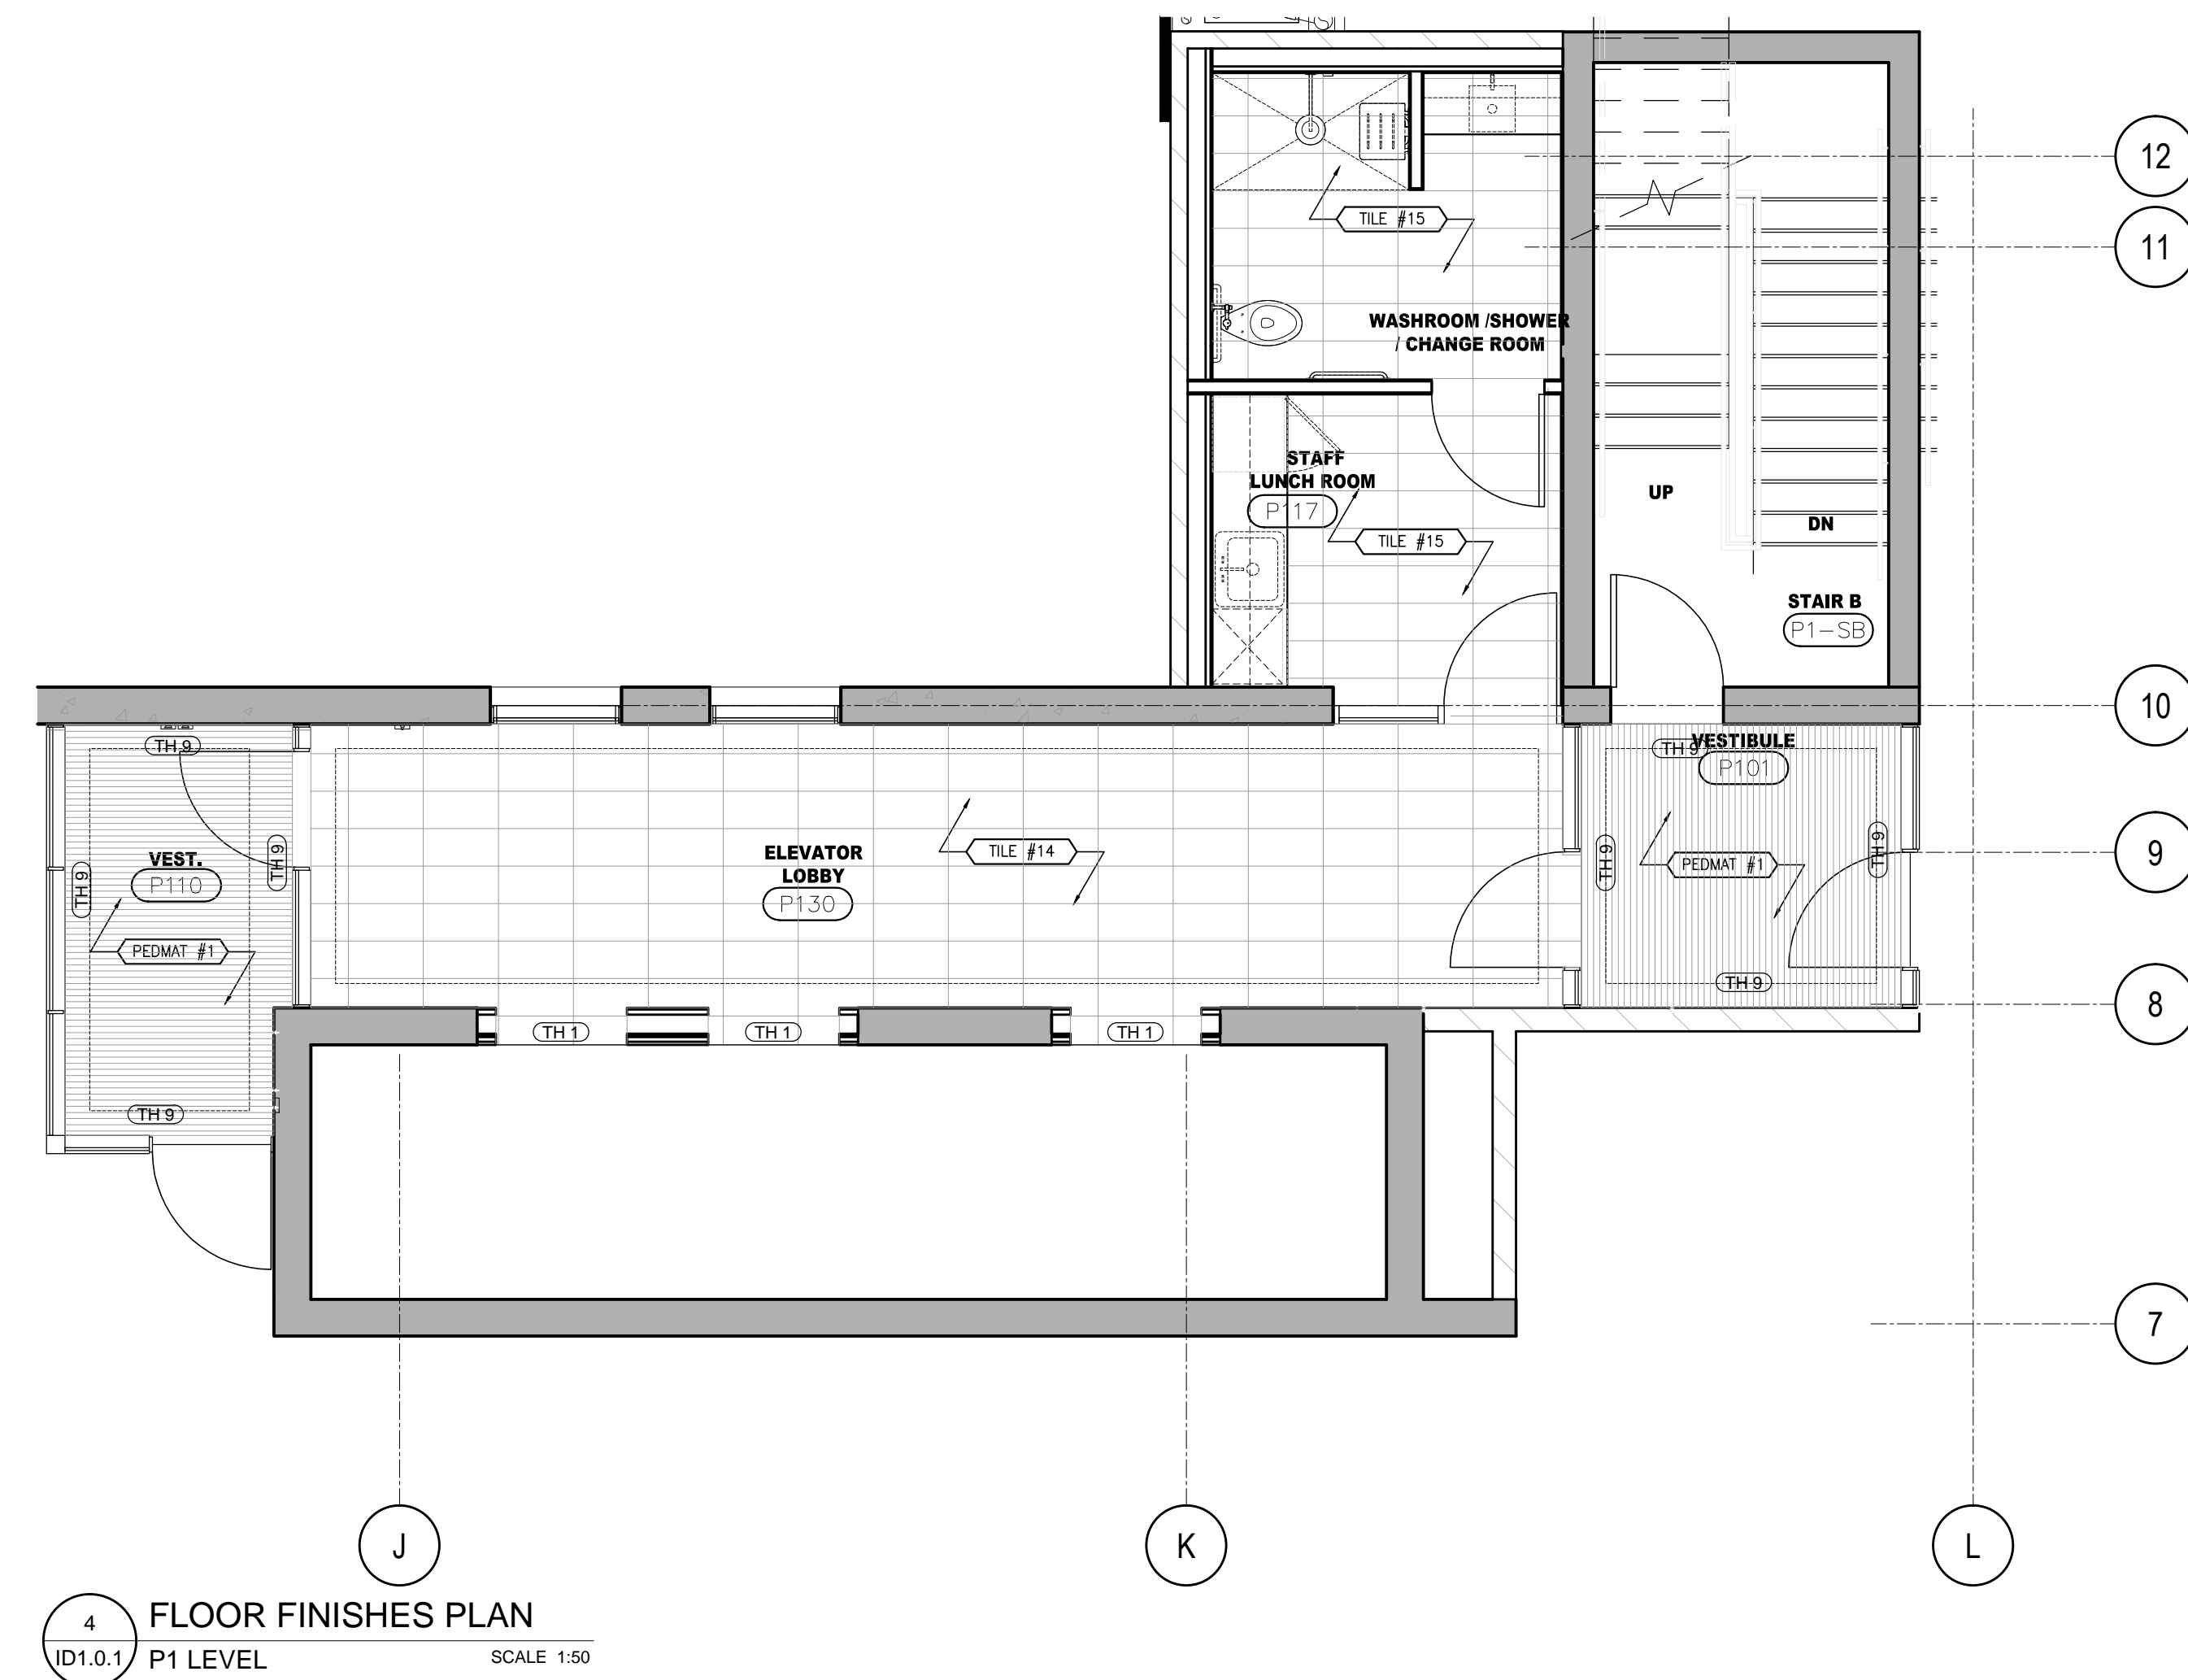 12
TILE #15
11
WASHROOM /SHOWER
/ CHANGE ROOM
STAFF
LUNCH ROOM
P117
UP
TILE #15
DN
STAIR B
P1-SB
10
TH 9
TH 9
VESTIBULE
P101
VEST.
P110
TH 9
TH 9
ELEVATOR
LOBBY
P130
TILE #14
TH 9
PEDMAT #1
TH 9
9
PEDMAT #1
TH 9
8
TH 1
TH 1
TH 1
TH 9
7
J
K
L
4
ID1.0.1
FLOOR FINISHES PLAN
P1 LEVEL
SCALE 1:50